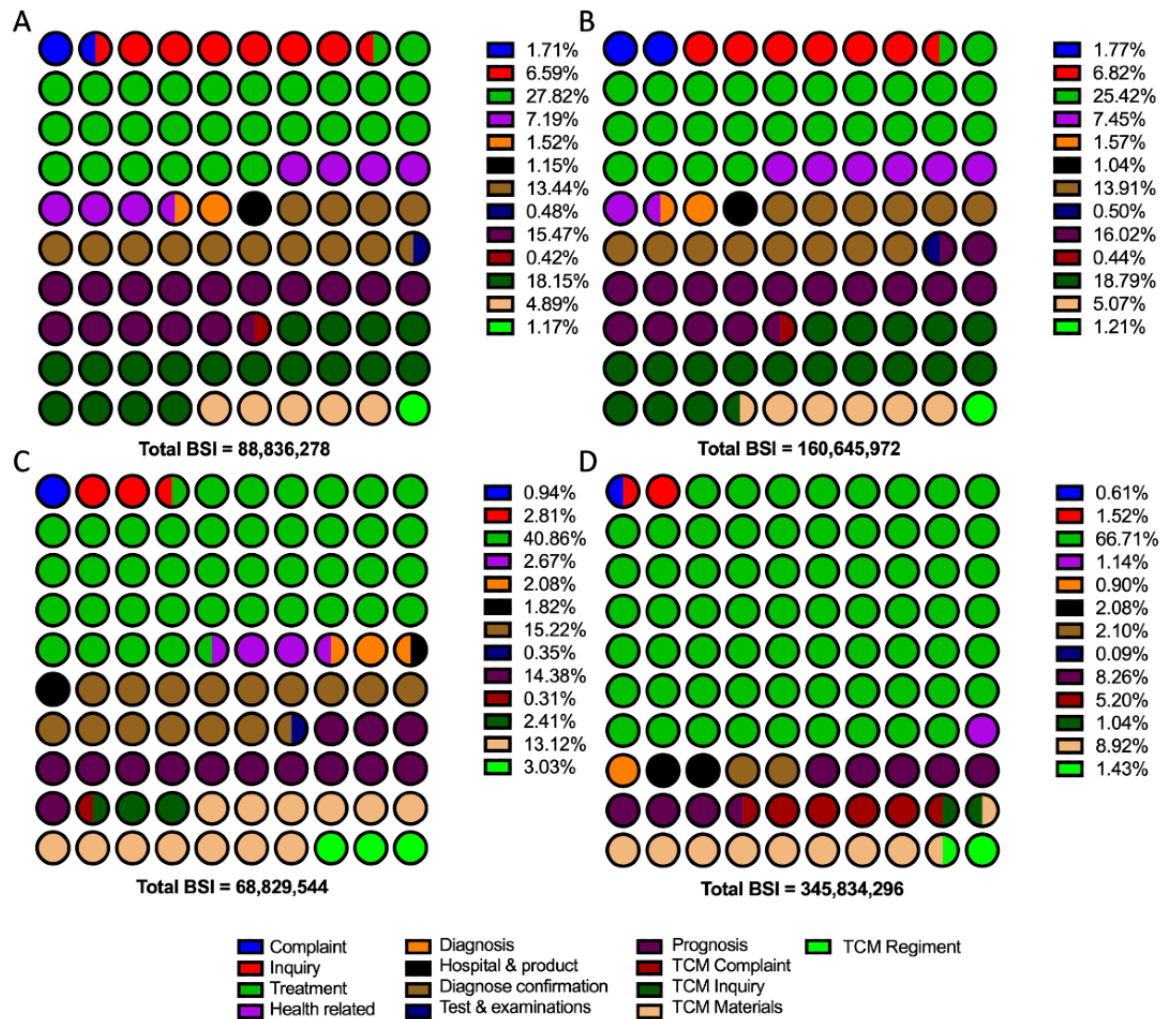 A
B
1.71%
6.59%
27.82%
7.19%
1.52%
1.15%
13.44%
0.48%
15.47%
0.42%
18.15%
4.89%
1.17%
Total BSI = 88,836,278
1.77%
6.82%
25.42%
7.45%
1.57%
1.04%
13.91%
0.50%
16.02%
0.44%
18.79%
5.07%
1.21%
Total BSI = 160,645,972
C
D
0.94%
2.81%
40.86%
2.67%
2.08%
1.82%
15.22%
0.35%
14.38%
0.31%
2.41%
13.12%
3.03%
Total BSI = 68,829,544
0.61%
1.52%
66.71%
1.14%
0.90%
2.08%
2.10%
0.09%
8.26%
5.20%
1.04%
8.92%
1.43%
Total BSI = 345,834,296
Complaint
Inquiry
Treatment
Health related
Diagnosis
Hospital & product
Diagnose confirmation
Test & examinations
Prognosis
TCM Complaint
TCM Inquiry
TCM Materials
TCM Regiment